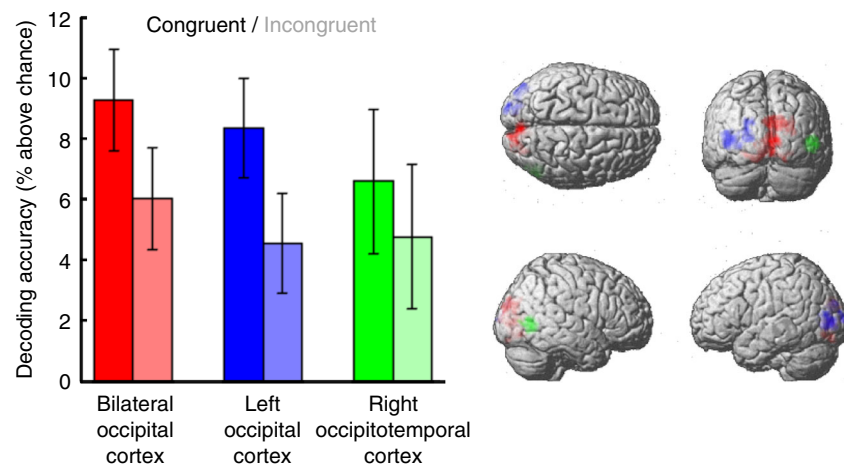 Congruent / Incongruent
Decoding accuracy (% above chance)
12
10
8
6
4
2
0
Bilateral
occipital
cortex
Left
occipital
cortex
Right
occipitotemporal
cortex